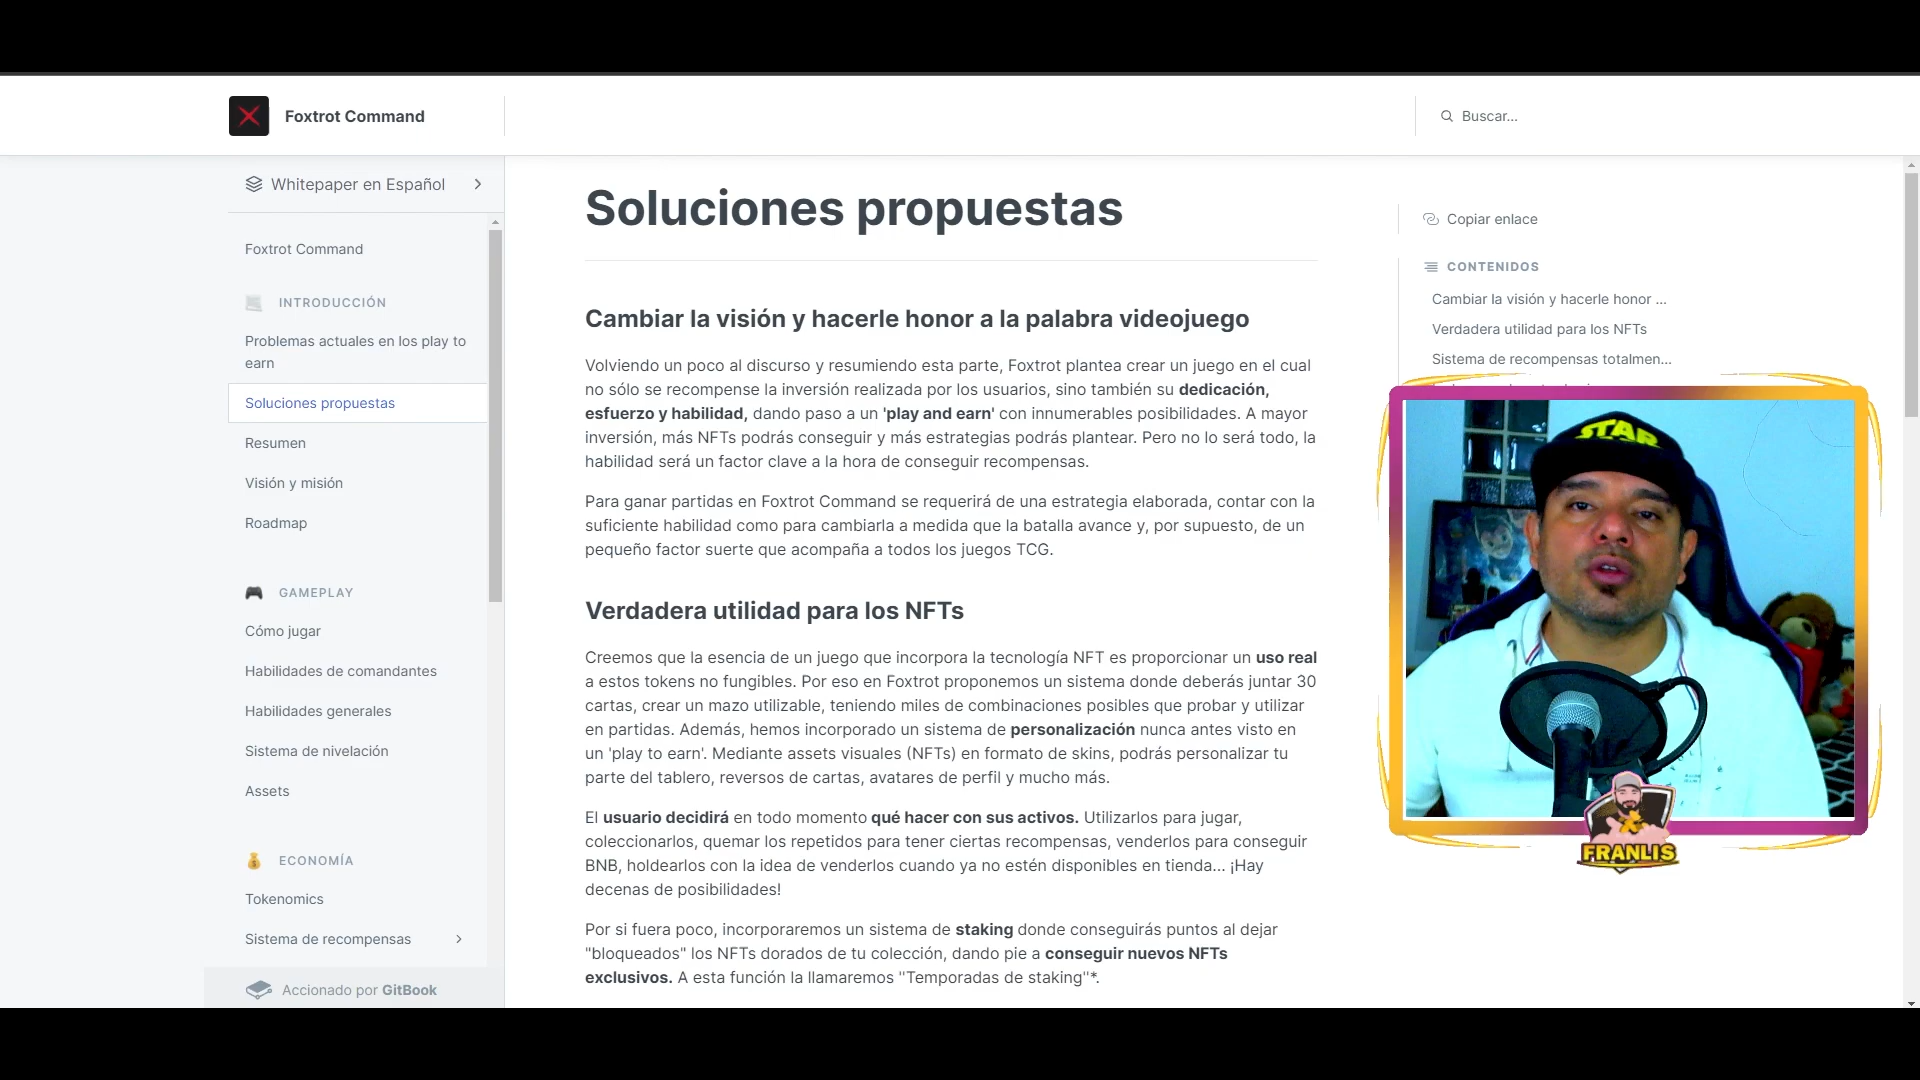 Foxtrot Command
Buscar...
Whitepaper en Español
Foxtrot Command
INTRODUCCIÓN
Problemas actuales en los play to
earn
Soluciones propuestas
Resumen
Visión y misión
Roadmap
GAMEPLAY
Cómo jugar
Habilidades de comandantes
Habilidades generales
Sistema de nivelación
Assets
ECONOMÍA
Tokenomics
Sistema de recompensas
Accionado por GitBook
Soluciones propuestas
Cambiar la visión y hacerle honor a la palabra videojuego
Volviendo un poco al discurso y resumiendo esta parte, Foxtrot plantea crear un juego en el cual
no sólo se recompense la inversión realizada por los usuarios, sino también su dedicación,
esfuerzo y habilidad, dando paso a un 'play and earn' con innumerables posibilidades. A mayor
inversión, más NFTs podrás conseguir y más estrategias podrás plantear. Pero no lo será todo, la
habilidad será un factor clave a la hora de conseguir recompensas.
Para ganar partidas en Foxtrot Command se requerirá de una estrategia elaborada, contar con la
suficiente habilidad como para cambiarla a medida que la batalla avance y, por supuesto, de un
pequeño factor suerte que acompaña a todos los juegos TCG.
Verdadera utilidad para los NFTs
Creemos que la esencia de un juego que incorpora la tecnología NFT es proporcionar un uso real
a estos tokens no fungibles. Por eso en Foxtrot proponemos un sistema donde deberás juntar 30
cartas, crear un mazo utilizable, teniendo miles de combinaciones posibles que probar y utilizar
en partidas. Además, hemos incorporado un sistema de personalización nunca antes visto en
un 'play to earn'. Mediante assets visuales (NFTs) en formato de skins, podrás personalizar tu
parte del tablero, reversos de cartas, avatares de perfil y mucho más.
El usuario decidirá en todo momento qué hacer con sus activos. Utilizarlos para jugar,
coleccionarlos, quemar los repetidos para tener ciertas recompensas, venderlos para conseguir
BNB, holdearlos con la idea de venderlos cuando ya no estén disponibles en tienda... ¡Hay
decenas de posibilidades!
Por si fuera poco, incorporaremos un sistema de staking donde conseguirás puntos al dejar
"bloqueados" los NFTs dorados de tu colección, dando pie a conseguir nuevos NFTs
exclusivos. A esta función la llamaremos "Temporadas de staking"*.
Copiar enlace
CONTENIDOS
Cambiar la visión y hacerle honor ...
Verdadera utilidad para los NFTs
Sistema de recompensas totalmen...
STAR
FRANLIS